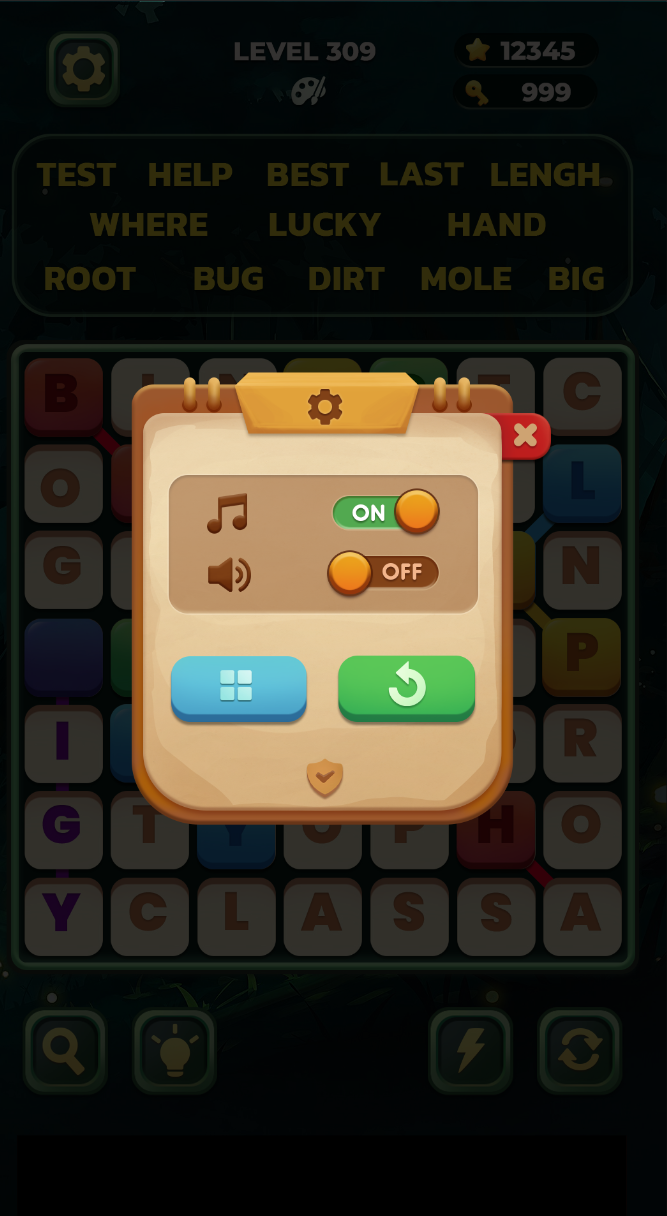 LEVEL 309
12345
999
TEST HELP BEST LAST LENGH
WHERE LUCKY HAND
ROOT BUG DIRT MOLE BIG
B C
O L
ON
G N
OFF
P
I R
G T Y O P H O
Y C L A S S A